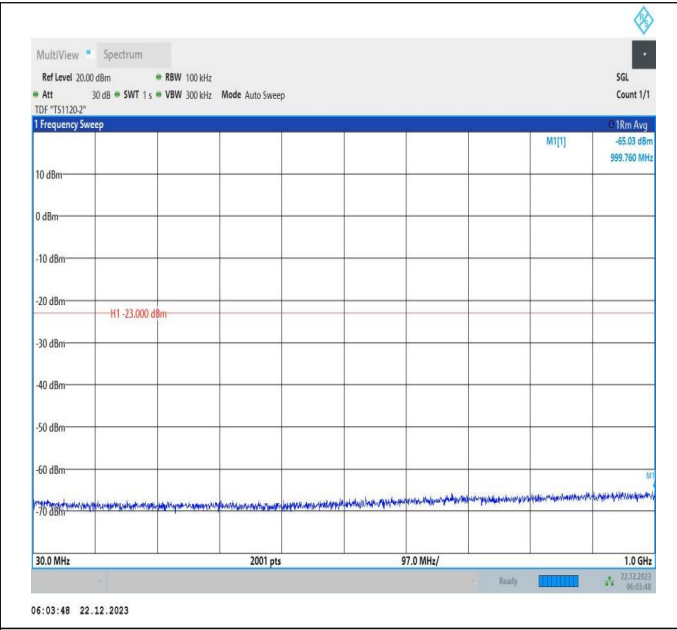 R&S
MultiView Spectrum
Ref Level 20.00 dBm RBW 100 kHz SGL
Att 30 dB SWT 1 s VBW 300 kHz Mode Auto Sweep Count 1/1
TDF "TS1120-2"
1 Frequency Sweep 1Rm Avg
M1[1] -65.03 dBm
999.760 MHz
10 dBm
0 dBm
-10 dBm
-20 dBm
H1 -23.000 dBm
-30 dBm
-40 dBm
-50 dBm
-60 dBm
M1
-70 dBm
30.0 MHz 2001 pts 97.0 MHz/ 1.0 GHz
Ready 22.12.2023
06:03:48
06:03:48 22.12.2023